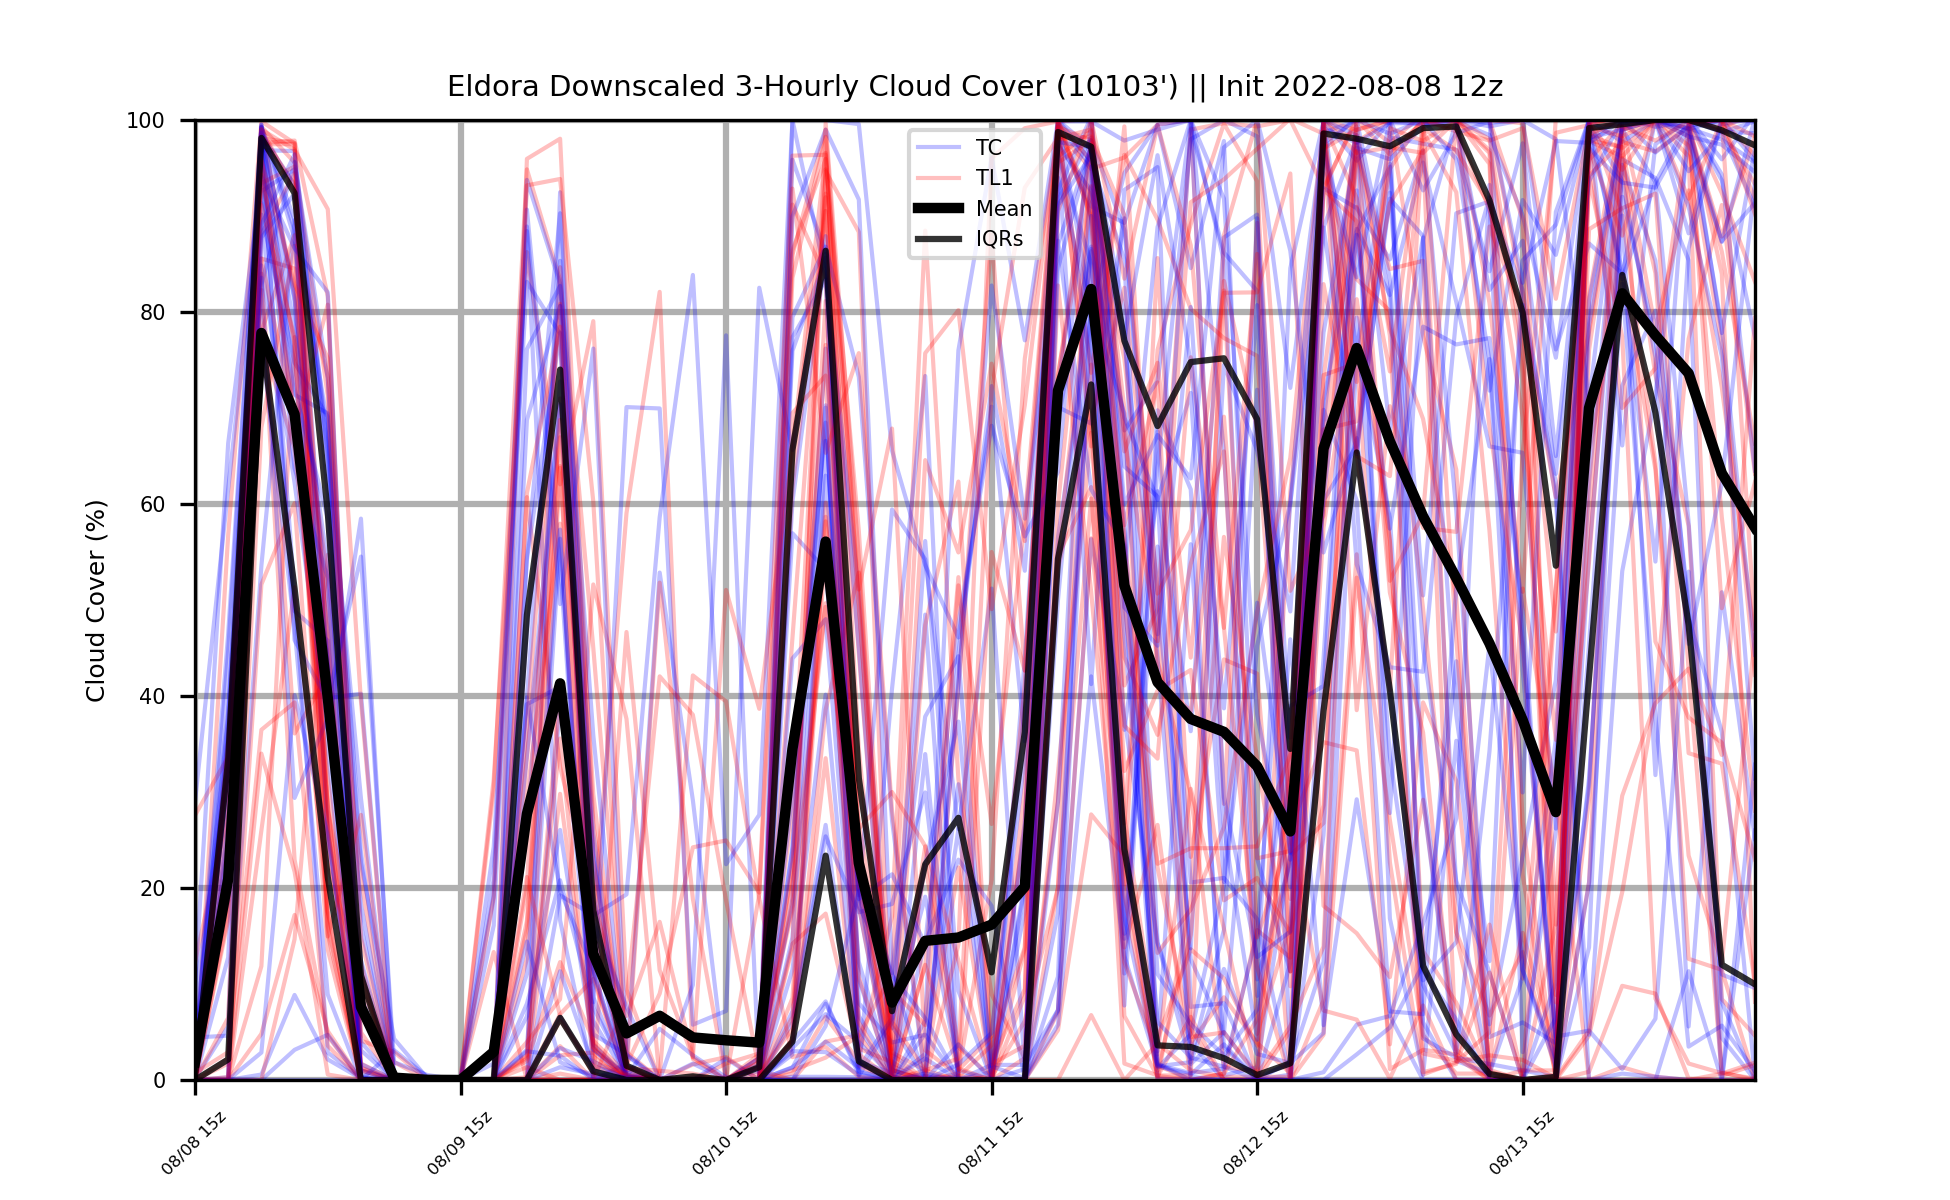 Eldora Downscaled 3-Hourly Cloud Cover (10103') || Init 2022-08-08 12z
100
80
60
40
20
0
Cloud Cover (%)
TC
TL1
Mean
IQRs
08/08 15z
08/09 15z
08/10 15z
08/11 15z
08/12 15z
08/13 15z